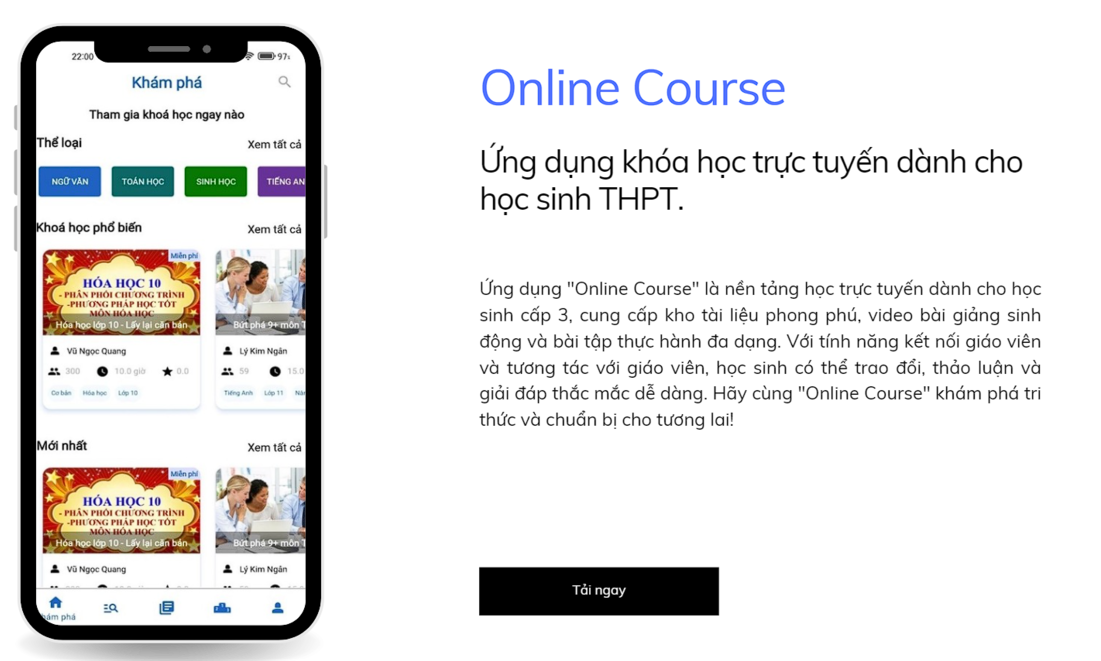 22:00
97
Khám phá
Tham gia khoá học ngay nào
Thể loại
Xem tất cả
NGỮ VĂN
TOÁN HỌC
SINH HỌC
TIẾNG AN
Khoá học phổ biến
Xem tất cả
Miễn phí
HÓA HỌC 10
- PHÂN PHỐI CHƯƠNG TRÌNH
-PHƯƠNG PHÁP HỌC TỐT
MÔN HÓA HỌC
Hóa học lớp 10 - Lấy lại căn bản
Bứt phá 9+ môn T
Vũ Ngọc Quang
Lý Kim Ngân
300
10.0 giờ
0.0
59
15.0
Cơ bản
Hóa học
Lớp 10
Tiếng Anh
Lớp 11
Mới nhất
Xem tất cả
Miễn phí
HÓA HỌC 10
- PHÂN PHỐI CHƯƠNG TRÌNH
-PHƯƠNG PHÁP HỌC TỐT
MÔN HÓA HỌC
Hóa học lớp 10 - Lấy lại căn bản
Bứt phá 9+ môn T
Vũ Ngọc Quang
Lý Kim Ngân
hám phá
Online Course
Ứng dụng khóa học trực tuyến dành cho
học sinh THPT.
Ứng dụng "Online Course" là nền tảng học trực tuyến dành cho học
sinh cấp 3, cung cấp kho tài liệu phong phú, video bài giảng sinh
động và bài tập thực hành đa dạng. Với tính năng kết nối giáo viên
và tương tác với giáo viên, học sinh có thể trao đổi, thảo luận và
giải đáp thắc mắc dễ dàng. Hãy cùng "Online Course" khám phá tri
thức và chuẩn bị cho tương lai!
Tải ngay